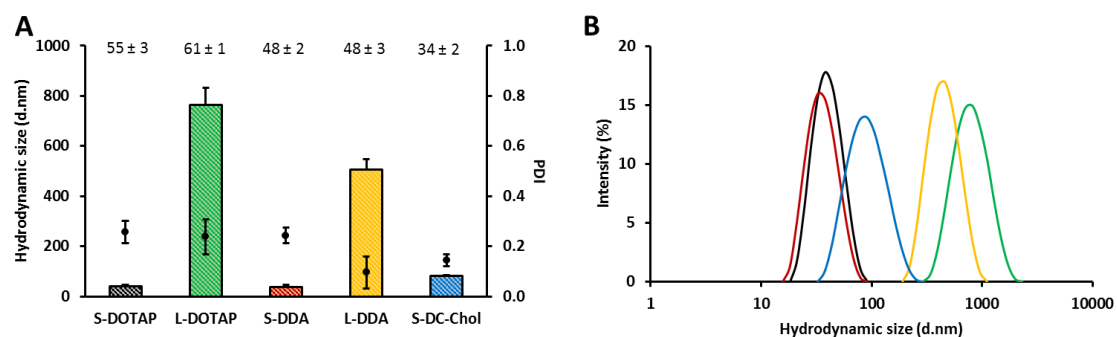 A
55 ± 3 61 ± 1 48 ± 2 48 ± 3 34 ± 2
Hydrodynamic size (d.nm)
1000
800
600
400
200
0
1.0
0.8
0.6
0.4
0.2
0.0
PDI
S-DOTAP L-DOTAP S-DDA L-DDA S-DC-Chol
B
Intensity (%)
20
15
10
5
0
1 10 100 1000 10000
Hydrodynamic size (d.nm)